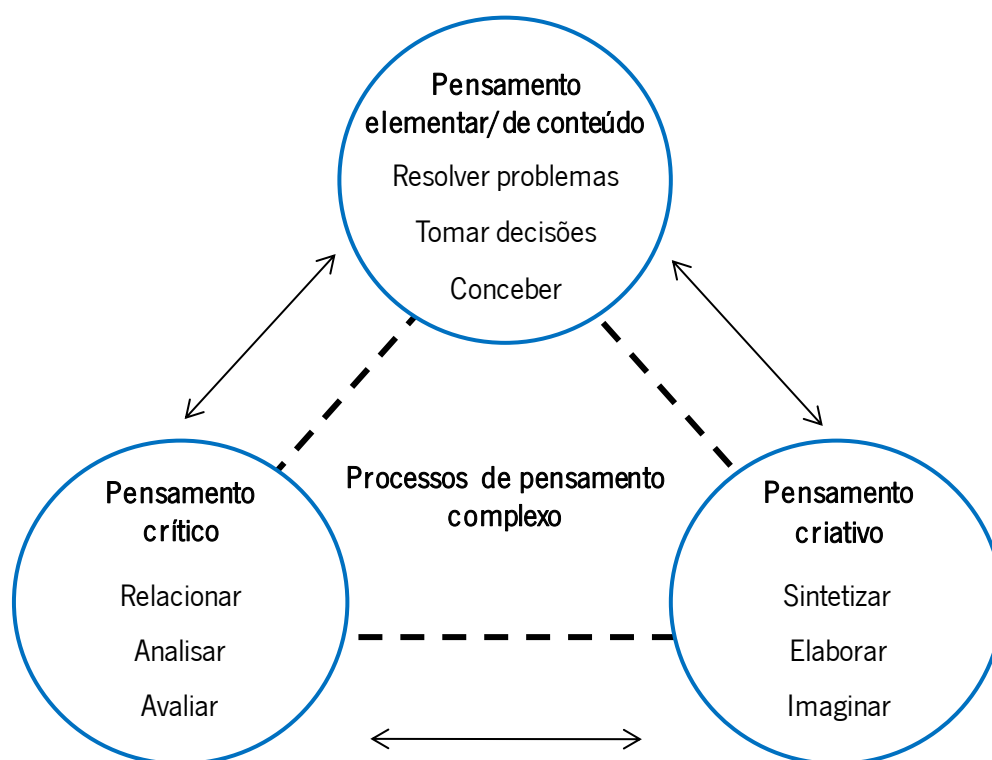 Pensamento
elementar/de conteúdo
Resolver problemas
Tomar decisões
Conceber
Processos de pensamento
complexo
Pensamento
crítico
Relacionar
Analisar
Avaliar
Pensamento
criativo
Sintetizar
Elaborar
Imaginar